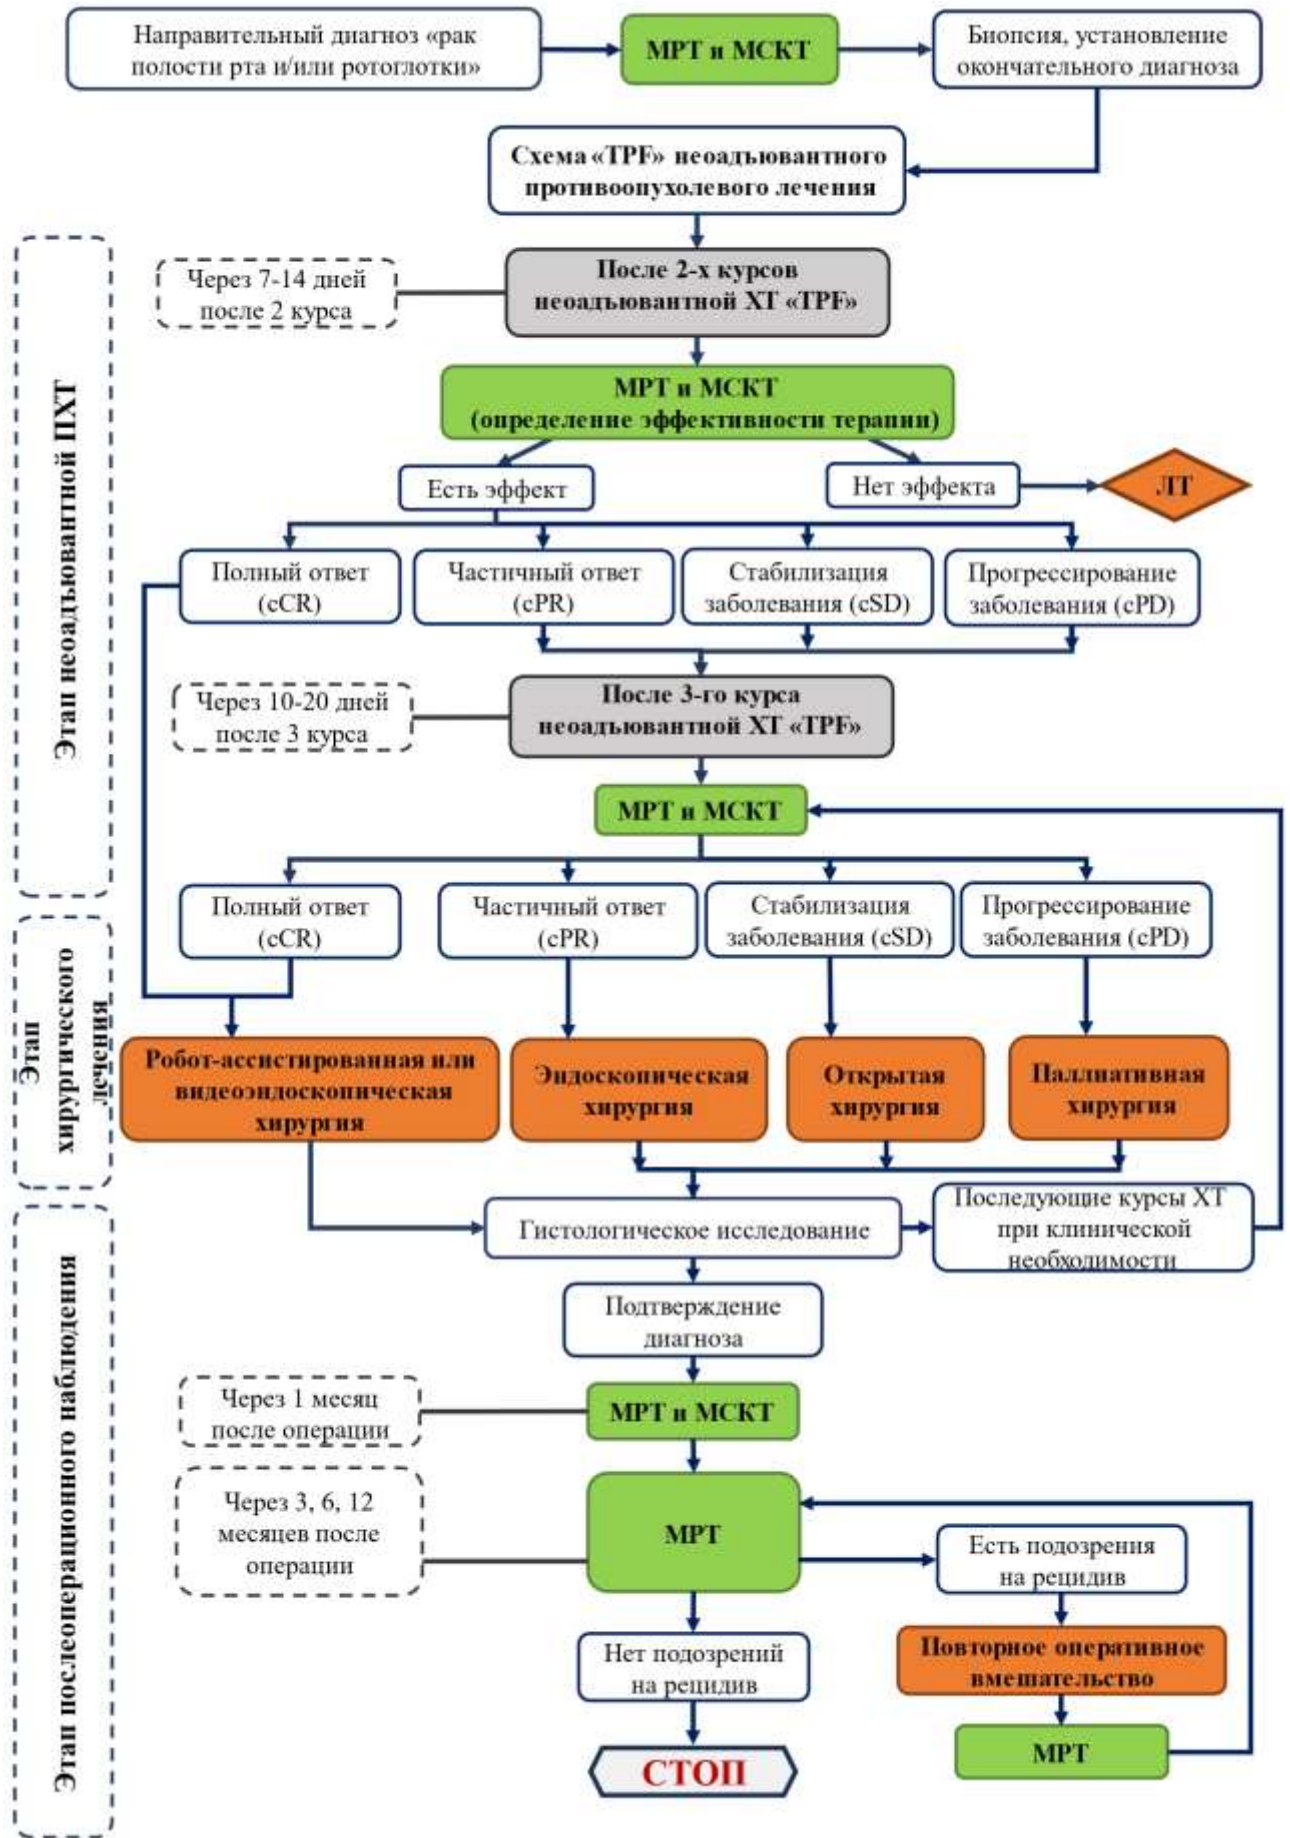 Направительный диагноз «рак
полости рта и/или ротоглотки»
МРТ и МСКТ
Биопсия, установление
окончательного диагноза
Схема «TPF» неоадъювантного
противоопухолевого лечения
Этап неоадъювантной ПХТ
Через 7-14 дней
после 2 курса
После 2-х курсов
неоадъювантной ХТ «TPF»
МРТ и МСКТ
(определение эффективности терапии)
Есть эффект
Нет эффекта
ЛТ
Полный ответ
(cCR)
Частичный ответ
(cPR)
Стабилизация
заболевания (cSD)
Прогрессирование
заболевания (cPD)
Через 10-20 дней
после 3 курса
После 3-го курса
неоадъювантной ХТ «TPF»
МРТ и МСКТ
Полный ответ
(cCR)
Частичный ответ
(cPR)
Стабилизация
заболевания (cSD)
Прогрессирование
заболевания (cPD)
Этап
хирургического
лечения
Робот-ассистированная или
видеоэндоскопическая
хирургия
Эндоскопическая
хирургия
Открытая
хирургия
Паллиативная
хирургия
Этап послеоперационного наблюдения
Гистологическое исследование
Последующие курсы ХТ
при клинической
необходимости
Подтверждение
диагноза
Через 1 месяц
после операции
МРТ и МСКТ
Через 3, 6, 12
месяцев после
операции
МРТ
Есть подозрения
на рецидив
Нет подозрений
на рецидив
Повторное оперативное
вмешательство
МРТ
СТОП